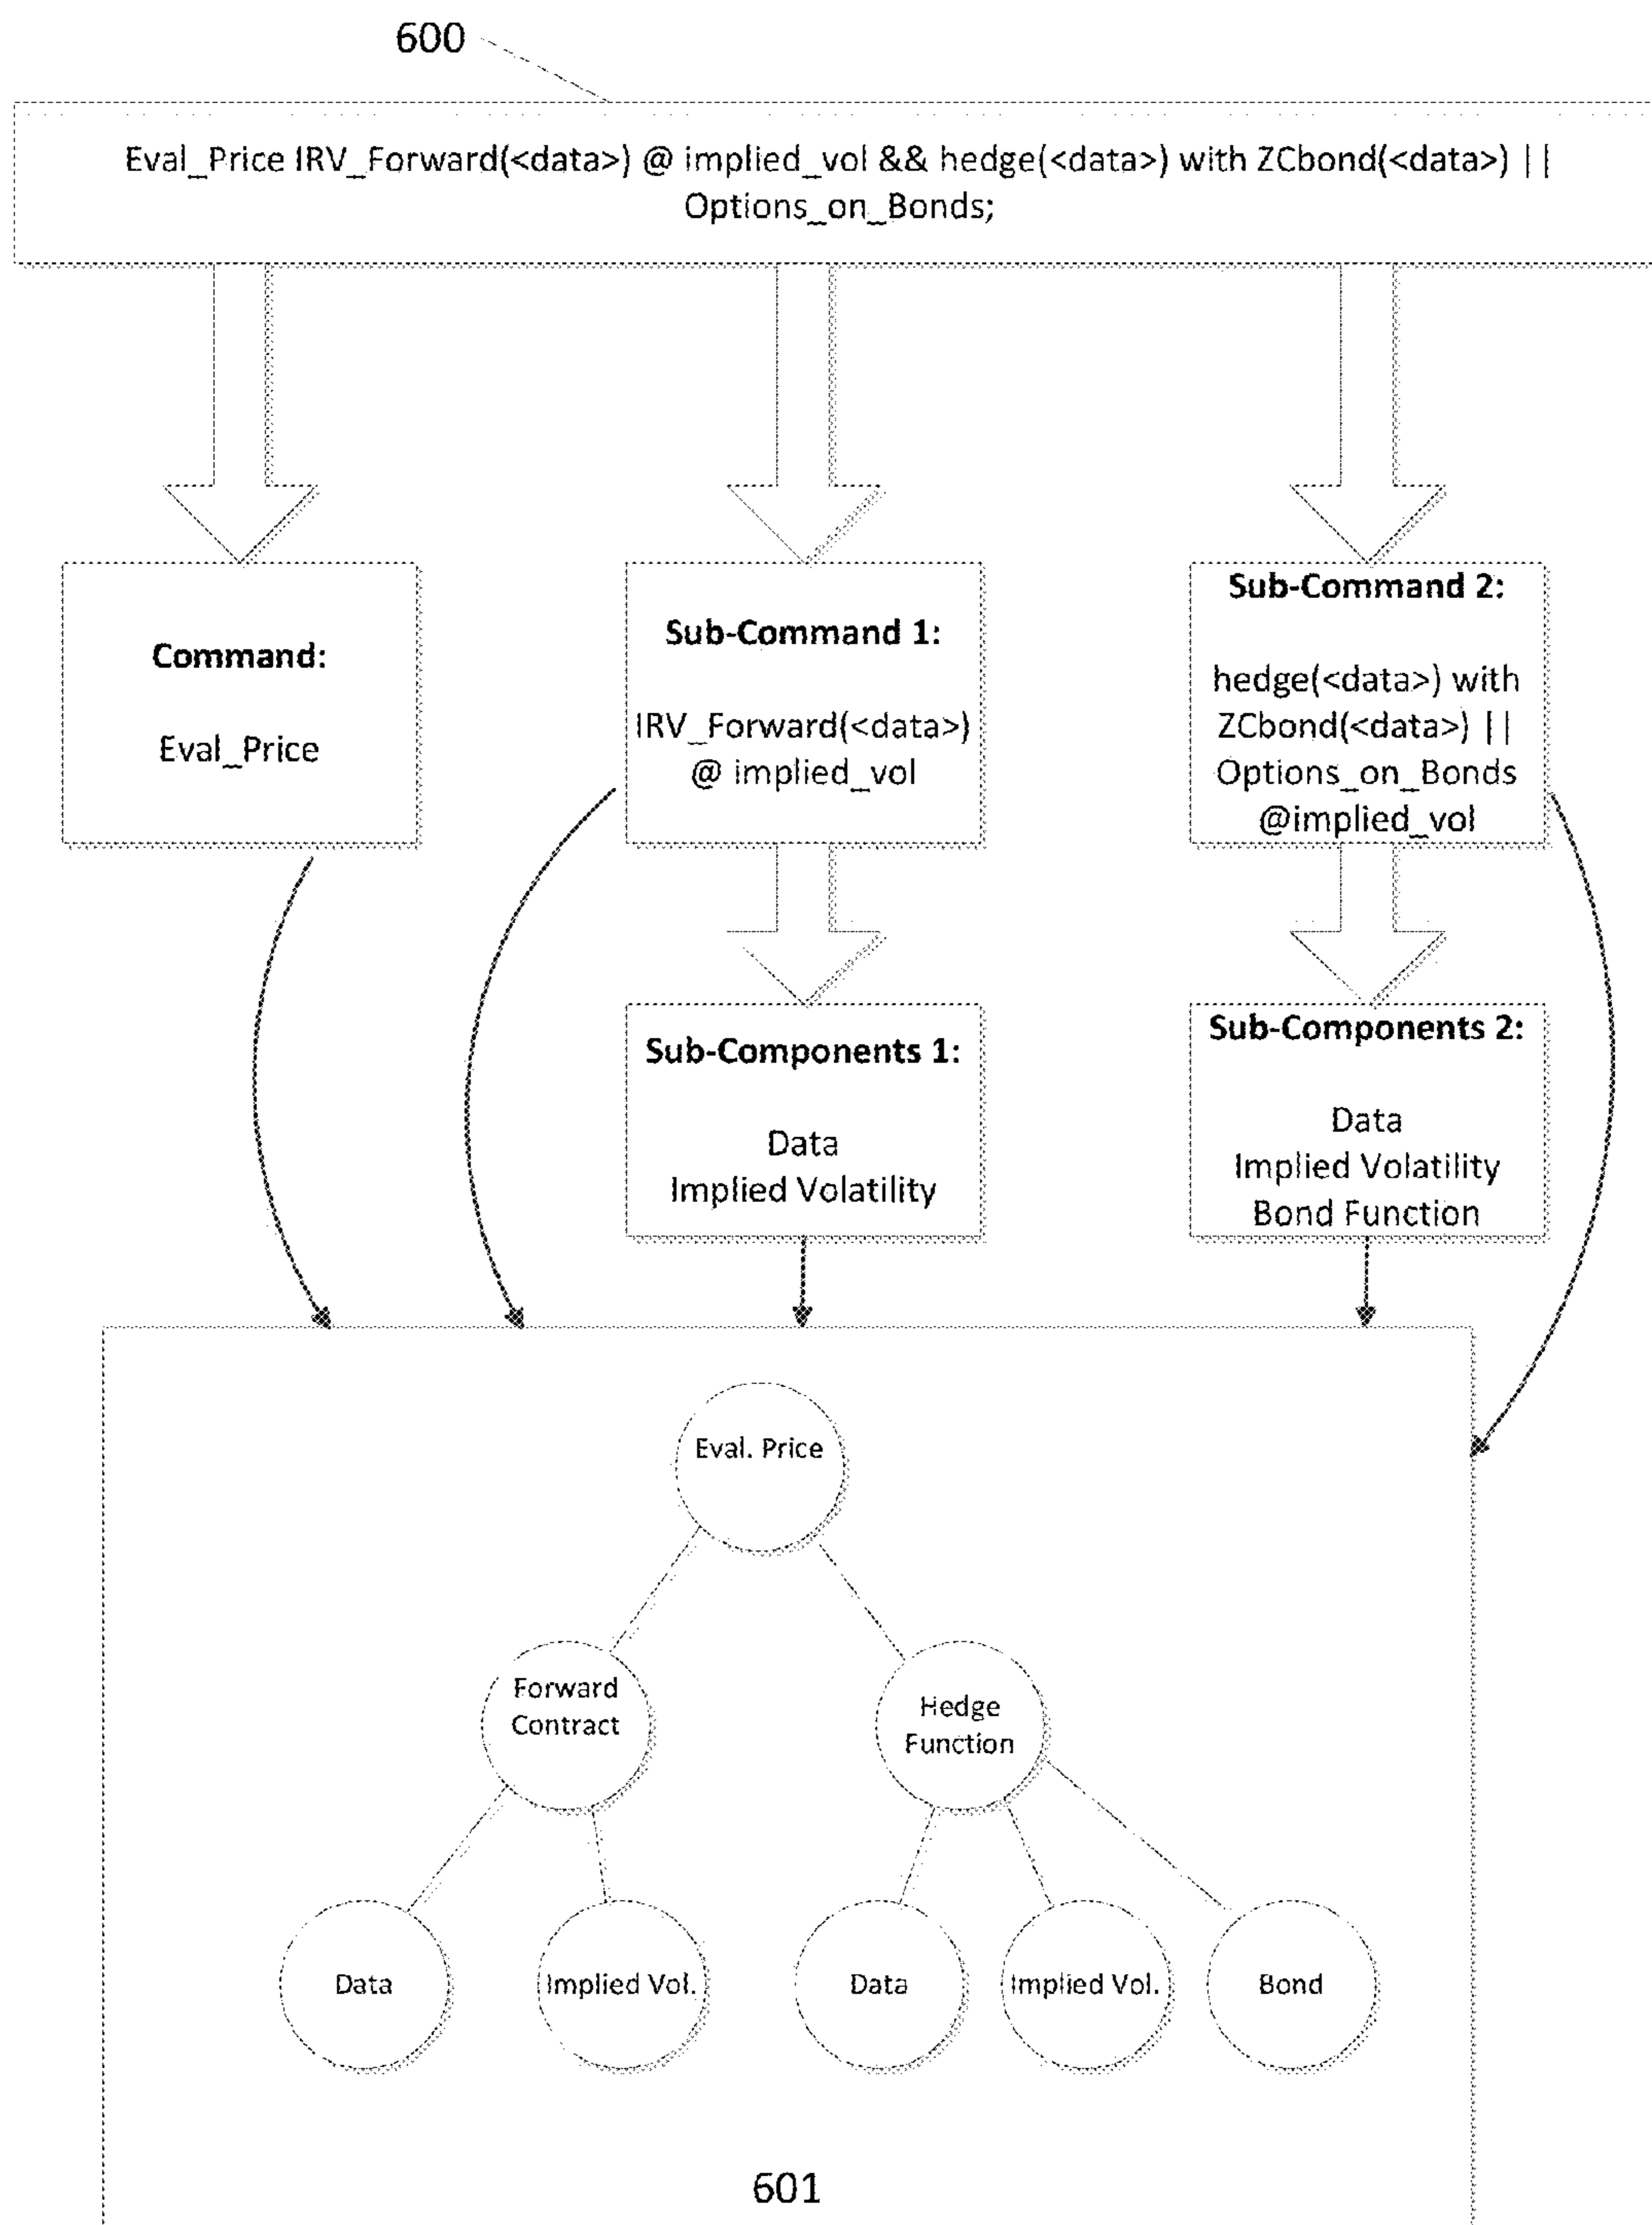 600
Eval_Price IRV_Forward(<data>) @ implied_vol && hedge(<data>) with ZCbond(<data>) ||
Options_on_Bonds;
Command:
Eval_Price
Sub-Command 1:
IRV_Forward(<data>)
@ implied_vol
Sub-Command 2:
hedge(<data>) with
ZCbond(<data>) ||
Options_on_Bonds
@implied_vol
Sub-Components 1:
Data
Implied Volatility
Sub-Components 2:
Data
Implied Volatility
Bond Function
Eval. Price
Forward
Contract
Hedge
Function
Data
Implied Vol.
Data
Implied Vol.
Bond
601